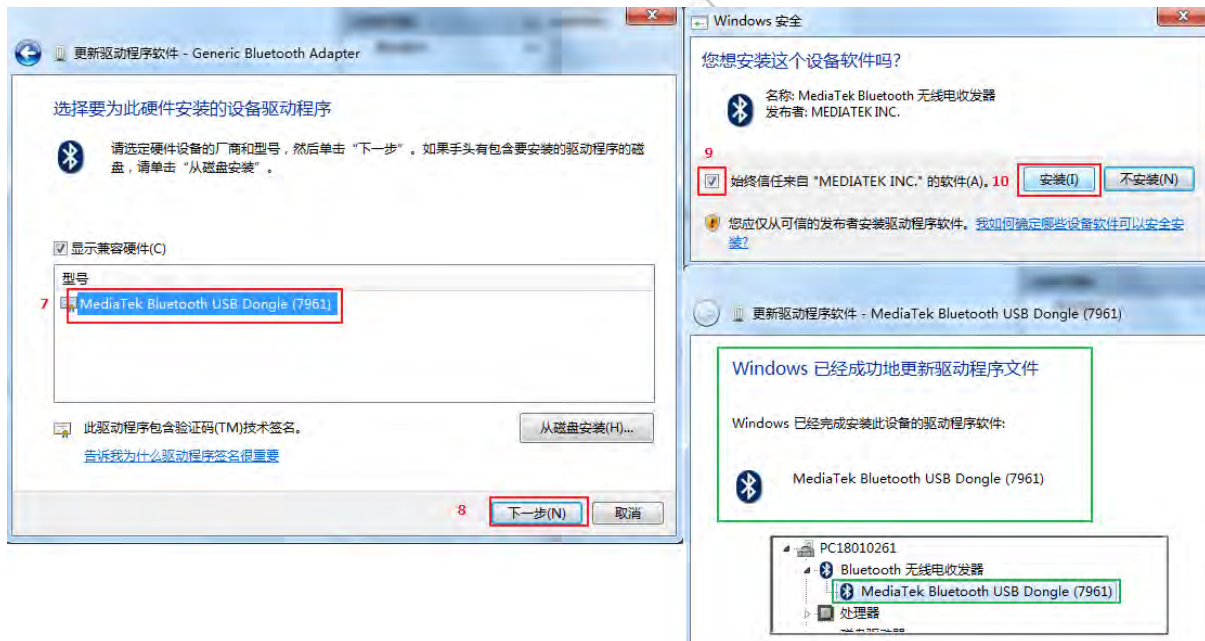 更新驱动程序软件 - Generic Bluetooth Adapter
选择要为此硬件安装的设备驱动程序
请选定硬件设备的厂商和型号，然后单击“下一步”。如果手头有包含要安装的驱动程序的磁
盘，请单击“从磁盘安装”。
显示兼容硬件(C)
型号
7
MediaTek Bluetooth USB Dongle (7961)
此驱动程序包含验证码(TM)技术签名。
从磁盘安装(H)...
告诉我为什么驱动程序签名很重要
8
下一步(N)
取消
Windows 安全
您想安装这个设备软件吗?
名称: MediaTek Bluetooth 无线电收发器
发布者: MEDIATEK INC.
9
始终信任来自 "MEDIATEK INC." 的软件(A)。
10
安装(I)
不安装(N)
您应仅从可信的发布者安装驱动程序软件。我如何确定哪些设备软件可以安全安
装?
更新驱动程序软件 - MediaTek Bluetooth USB Dongle (7961)
Windows 已经成功地更新驱动程序文件
Windows 已经完成安装此设备的驱动程序软件:
MediaTek Bluetooth USB Dongle (7961)
PC18010261
Bluetooth 无线电收发器
MediaTek Bluetooth USB Dongle (7961)
处理器